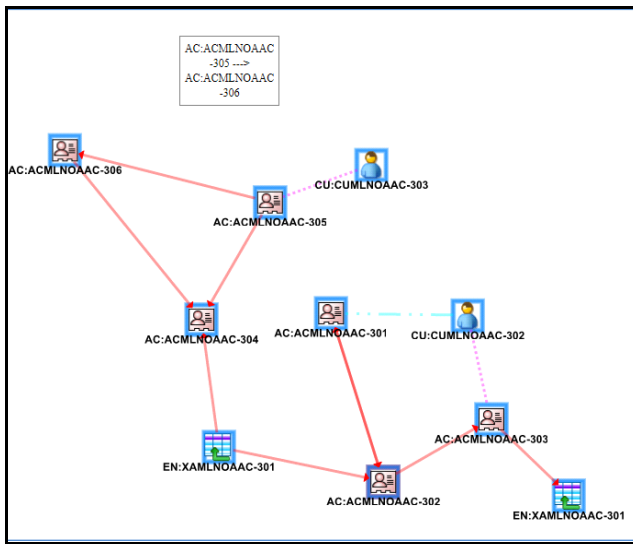 AC:ACMLNOAAC
-305 --->
AC:ACMLNOAAC
-306
AC:ACMLNOAAC-306
CU:CUMLNOAAC-303
AC:ACMLNOAAC-305
AC:ACMLNOAAC-304
AC:ACMLNOAAC-301
CU:CUMLNOAAC-302
AC:ACMLNOAAC-303
EN:XAMLNOAAC-301
AC:ACMLNOAAC-302
EN:XAMLNOAAC-301